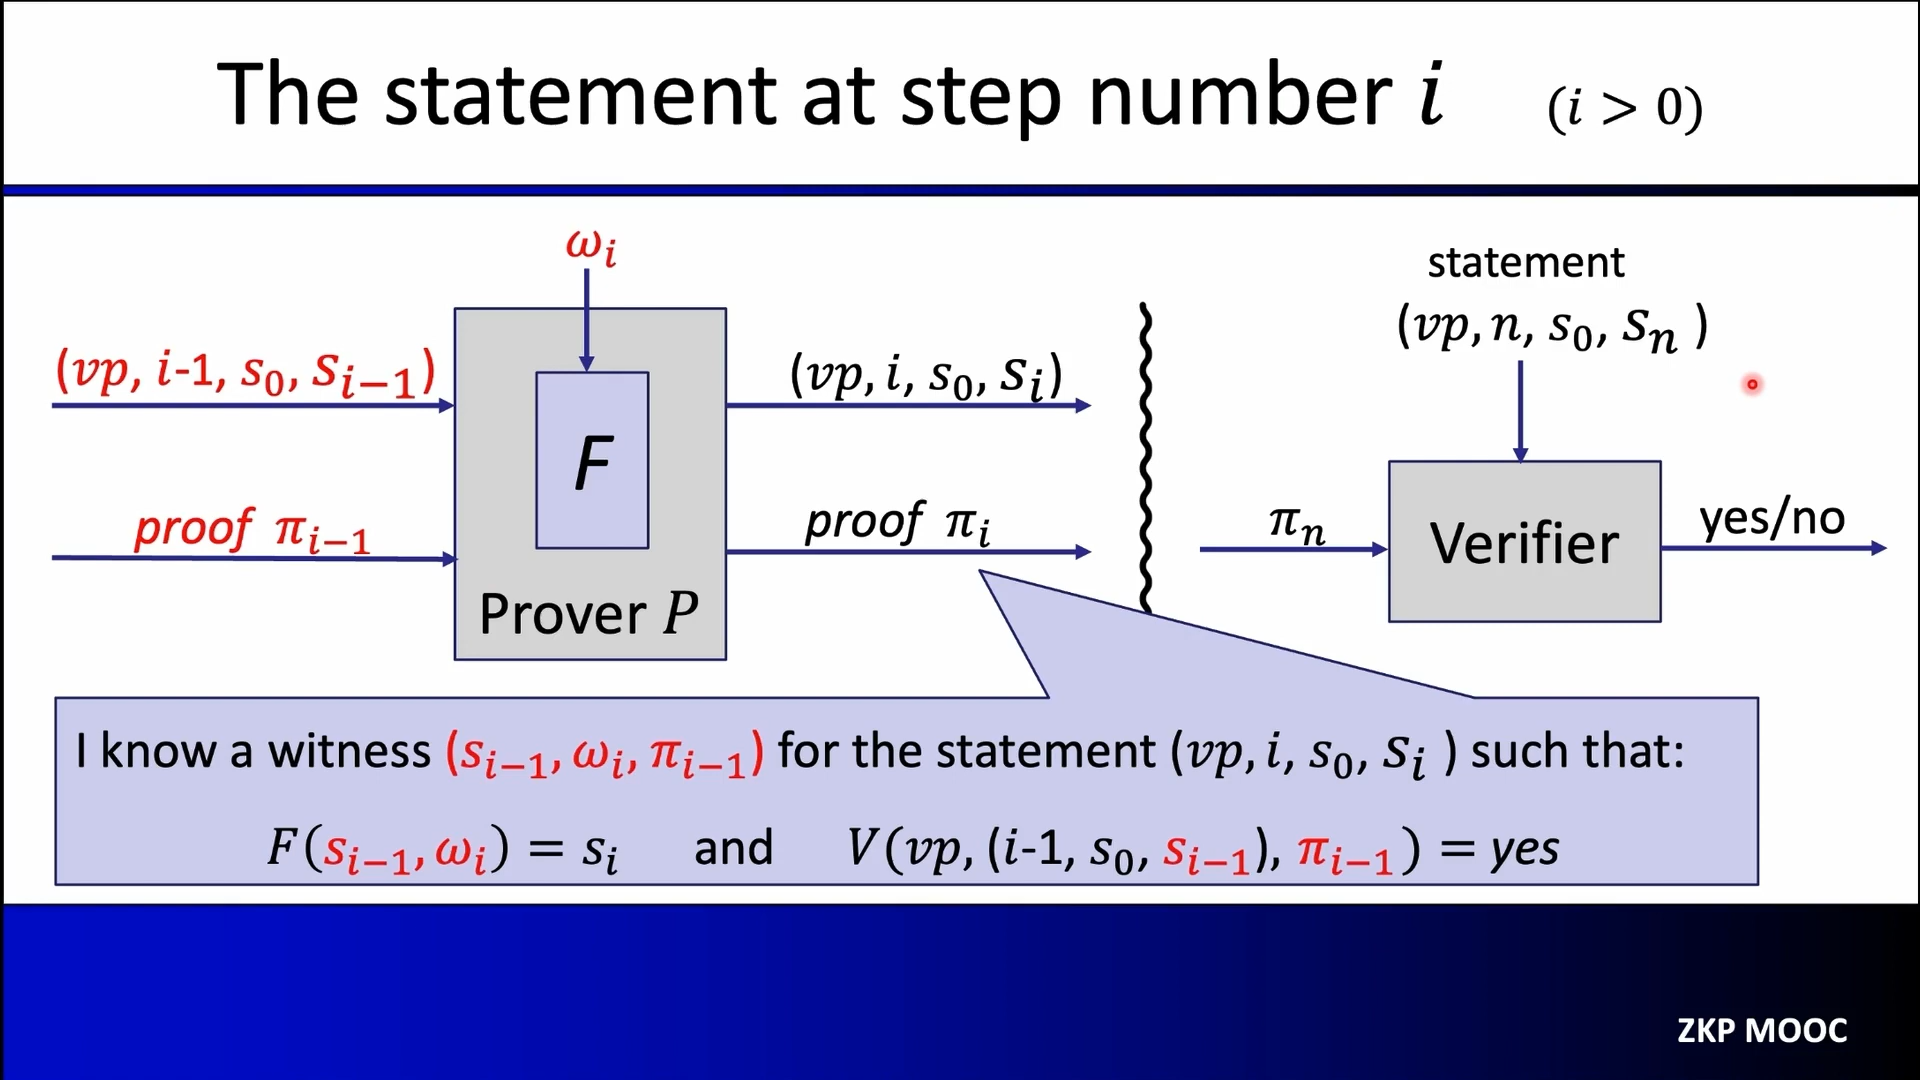 The statement at step number i (i > 0)
ωᵢ
(vp, i-1, s₀, sᵢ₋₁)
proof πᵢ₋₁
F
Prover P
(vp, i, s₀, sᵢ)
proof πᵢ
statement
(vp, n, s₀, sₙ )
πₙ
Verifier
yes/no
I know a witness (sᵢ₋₁, ωᵢ, πᵢ₋₁) for the statement (vp, i, s₀, sᵢ ) such that:
F(sᵢ₋₁, ωᵢ) = sᵢ and V(vp, (i-1, s₀, sᵢ₋₁), πᵢ₋₁) = yes
ZKP MOOC